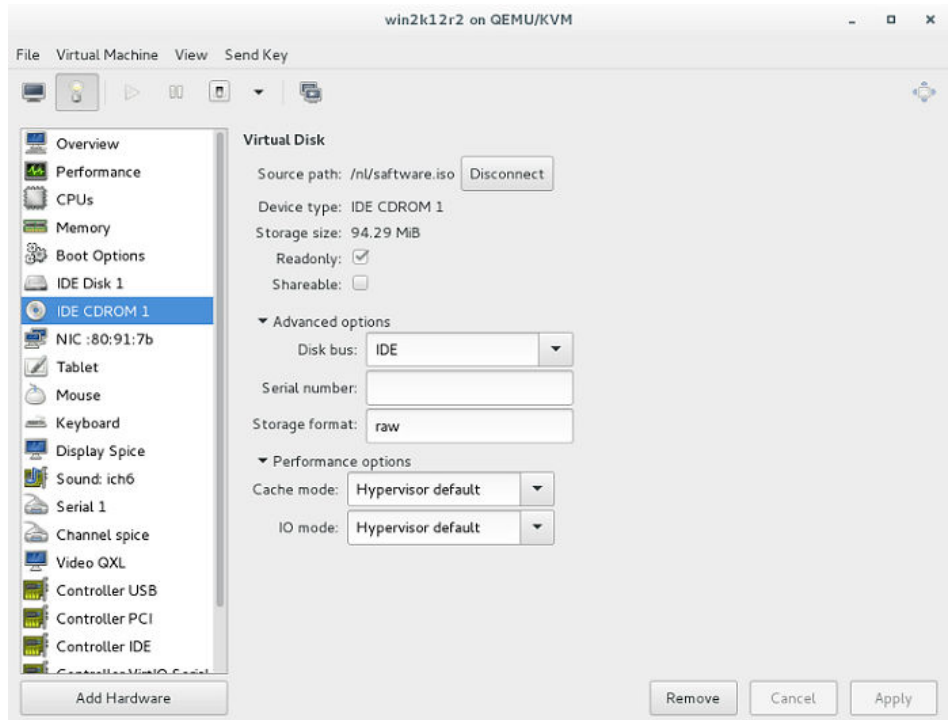 win2k12r2 on QEMU/KVM
File Virtual Machine View Send Key
Overview
Performance
CPUs
Memory
Boot Options
IDE Disk 1
IDE CDROM 1
NIC :80:91:7b
Tablet
Mouse
Keyboard
Display Spice
Sound: ich6
Serial 1
Channel spice
Video QXL
Controller USB
Controller PCI
Controller IDE
Controller VirtIO Serial
Add Hardware
Virtual Disk
Source path: /nl/saftware.iso Disconnect
Device type: IDE CDROM 1
Storage size: 94.29 MiB
Readonly:
Shareable:
Advanced options
Disk bus: IDE
Serial number:
Storage format: raw
Performance options
Cache mode: Hypervisor default
IO mode: Hypervisor default
Remove Cancel Apply